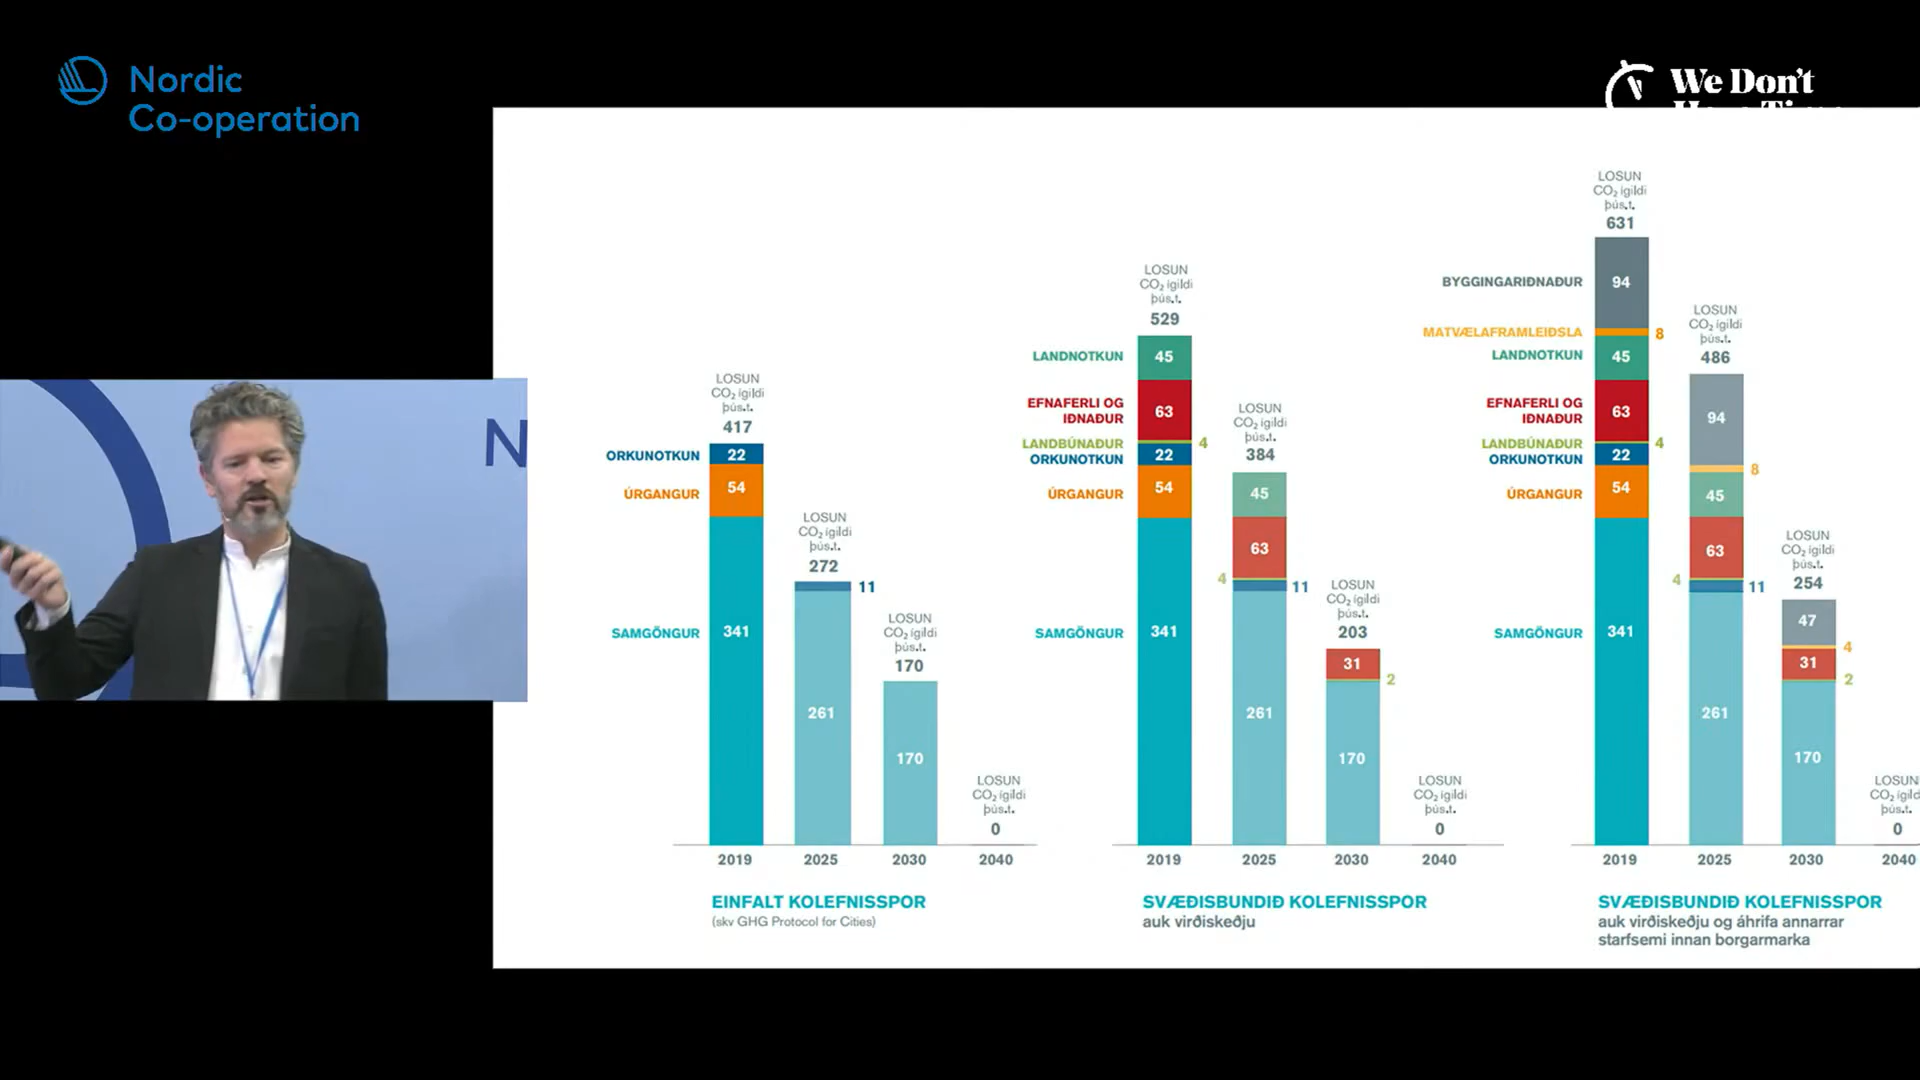 Nordic
Co-operation
We Don't
N
LOSUN
CO₂ ígildi
þús.t.
417
ORKUNOTKUN
22
ÚRGANGUR
54
SAMGÖNGUR
341
LOSUN
CO₂ ígildi
þús.t.
272
11
261
LOSUN
CO₂ ígildi
þús.t.
170
170
LOSUN
CO₂ ígildi
þús.t.
0
2019
2025
2030
2040
EINFALT KOLEFNISSPOR
(skv GHG Protocol for Cities)
LOSUN
CO₂ ígildi
þús.t.
529
LANDNOTKUN
45
EFNAFERLI OG
IÐNAÐUR
63
LANDBÚNAÐUR
4
ORKUNOTKUN
22
ÚRGANGUR
54
SAMGÖNGUR
341
LOSUN
CO₂ ígildi
þús.t.
384
45
63
4
11
261
LOSUN
CO₂ ígildi
þús.t.
203
31
2
170
LOSUN
CO₂ ígildi
þús.t.
0
2019
2025
2030
2040
SVÆÐISBUNDIÐ KOLEFNISSPOR
auk virðiskeðju
LOSUN
CO₂ ígildi
þús.t.
631
BYGGINGARIÐNAÐUR
94
MATVÆLAFRAMLEIÐSLA
8
LANDNOTKUN
45
EFNAFERLI OG
IÐNAÐUR
63
LANDBÚNAÐUR
4
ORKUNOTKUN
22
ÚRGANGUR
54
SAMGÖNGUR
341
LOSUN
CO₂ ígildi
þús.t.
486
94
8
45
63
4
11
261
LOSUN
CO₂ ígildi
þús.t.
254
47
4
31
2
170
LOSUN
CO₂ ígild
þús.t.
0
2019
2025
2030
2040
SVÆÐISBUNDIÐ KOLEFNISSPOR
auk virðiskeðju og áhrifa annarrar
starfsemi innan borgarmarka